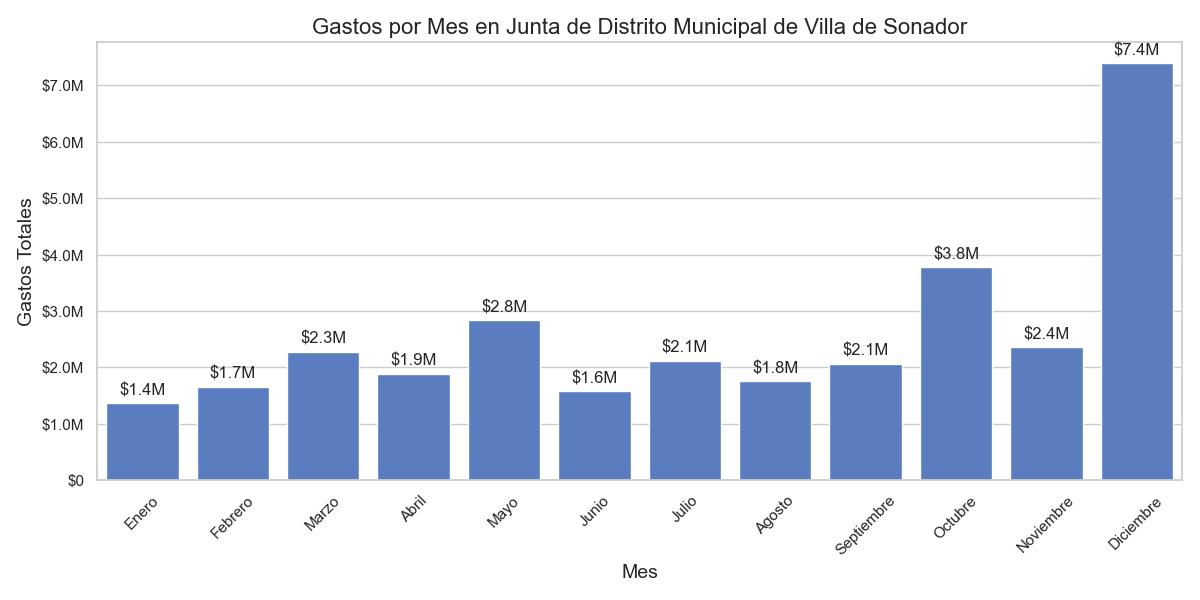 Gastos por Mes en Junta de Distrito Municipal de Villa de Sonador
Gastos Totales
$7.0M
$6.0M
$5.0M
$4.0M
$3.0M
$2.0M
$1.0M
$0
$1.4M
$1.7M
$2.3M
$1.9M
$2.8M
$1.6M
$2.1M
$1.8M
$2.1M
$3.8M
$2.4M
$7.4M
Enero
Febrero
Marzo
Abril
Mayo
Junio
Julio
Agosto
Septiembre
Octubre
Noviembre
Diciembre
Mes